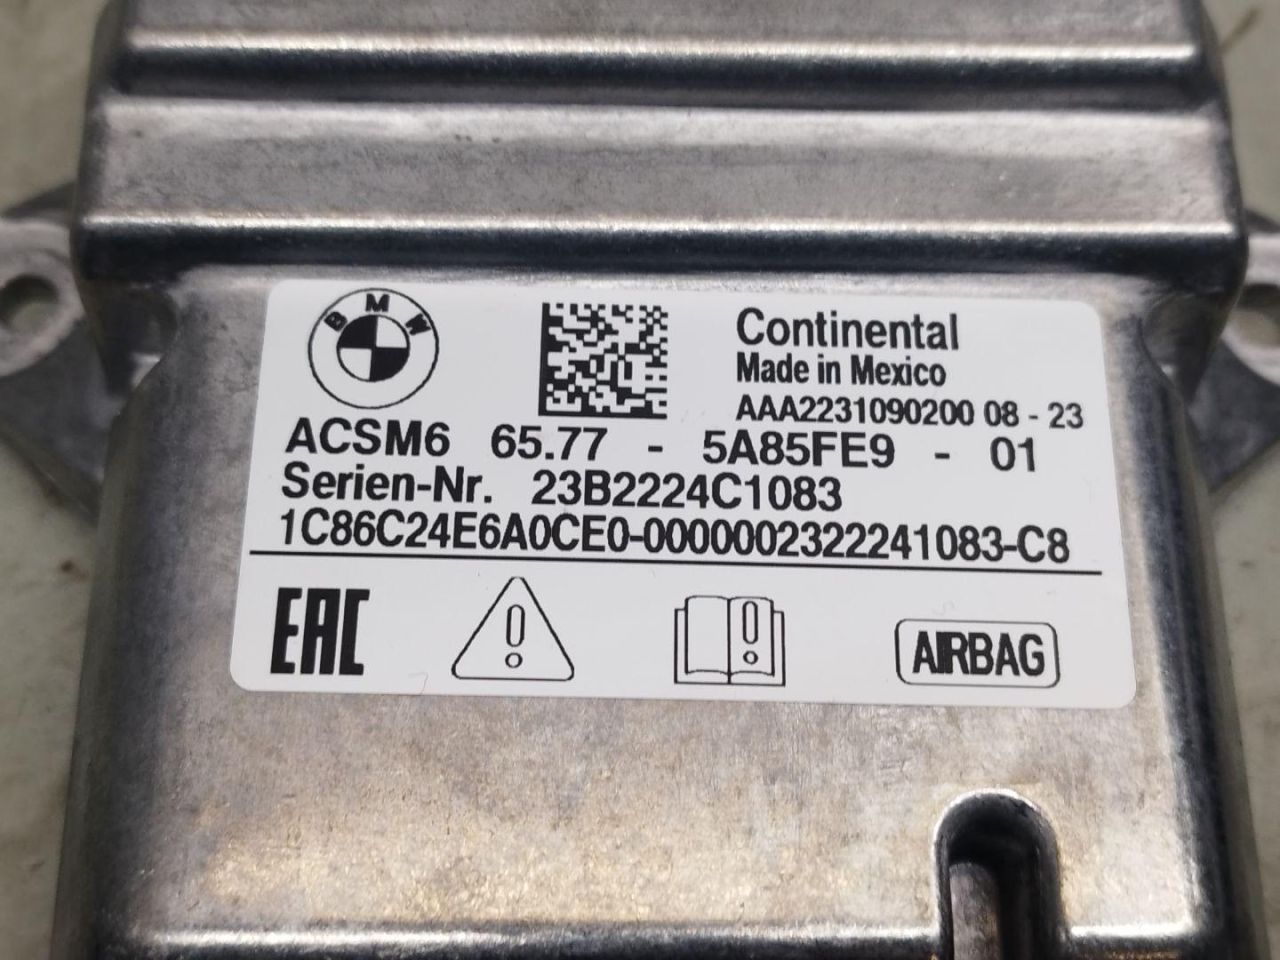 BMW
Continental
Made in Mexico
AAA2231090200 08 - 23
ACSM6 65.77 - 5A85FE9 - 01
Serien-Nr. 23B2224C1083
1C86C24E6A0CE0-0000002322241083-C8
EAC
AIRBAG